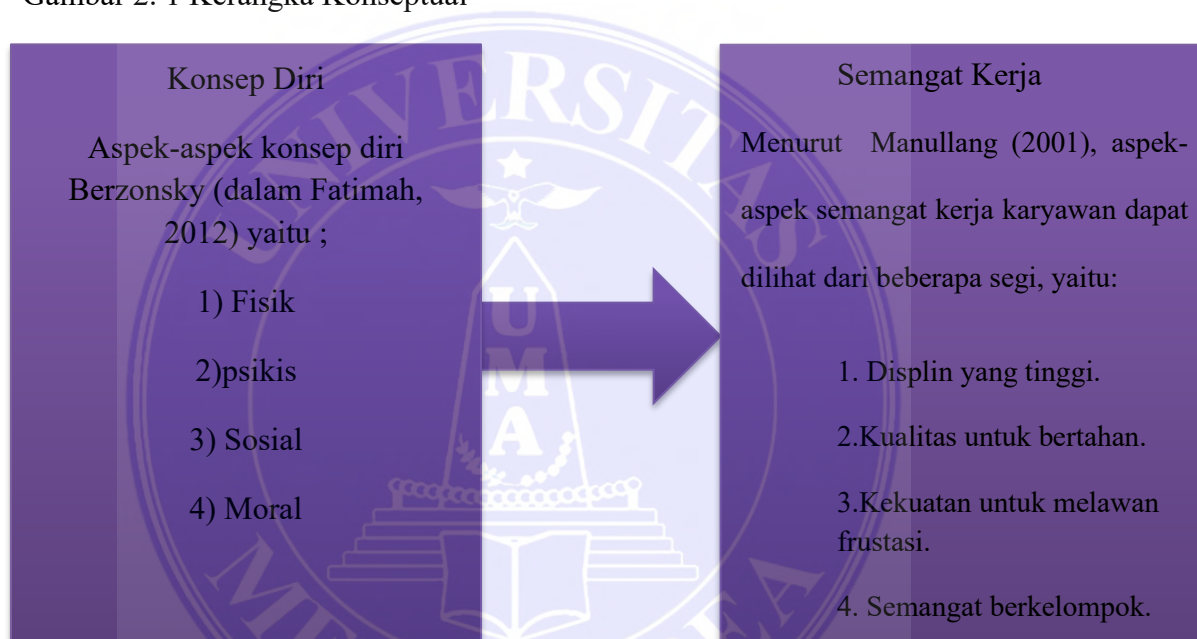 Gambar 2. 1 Kerangka Konseptual
Konsep Diri
Aspek-aspek konsep diri
Berzonsky (dalam Fatimah,
2012) yaitu ;
1) Fisik
2)psikis
3) Sosial
4) Moral
Semangat Kerja
Menurut Manullang (2001), aspek-
aspek semangat kerja karyawan dapat
dilihat dari beberapa segi, yaitu:
1. Displin yang tinggi.
2.Kualitas untuk bertahan.
3.Kekuatan untuk melawan
frustasi.
4. Semangat berkelompok.
UNIVERSITAS
U
M
A